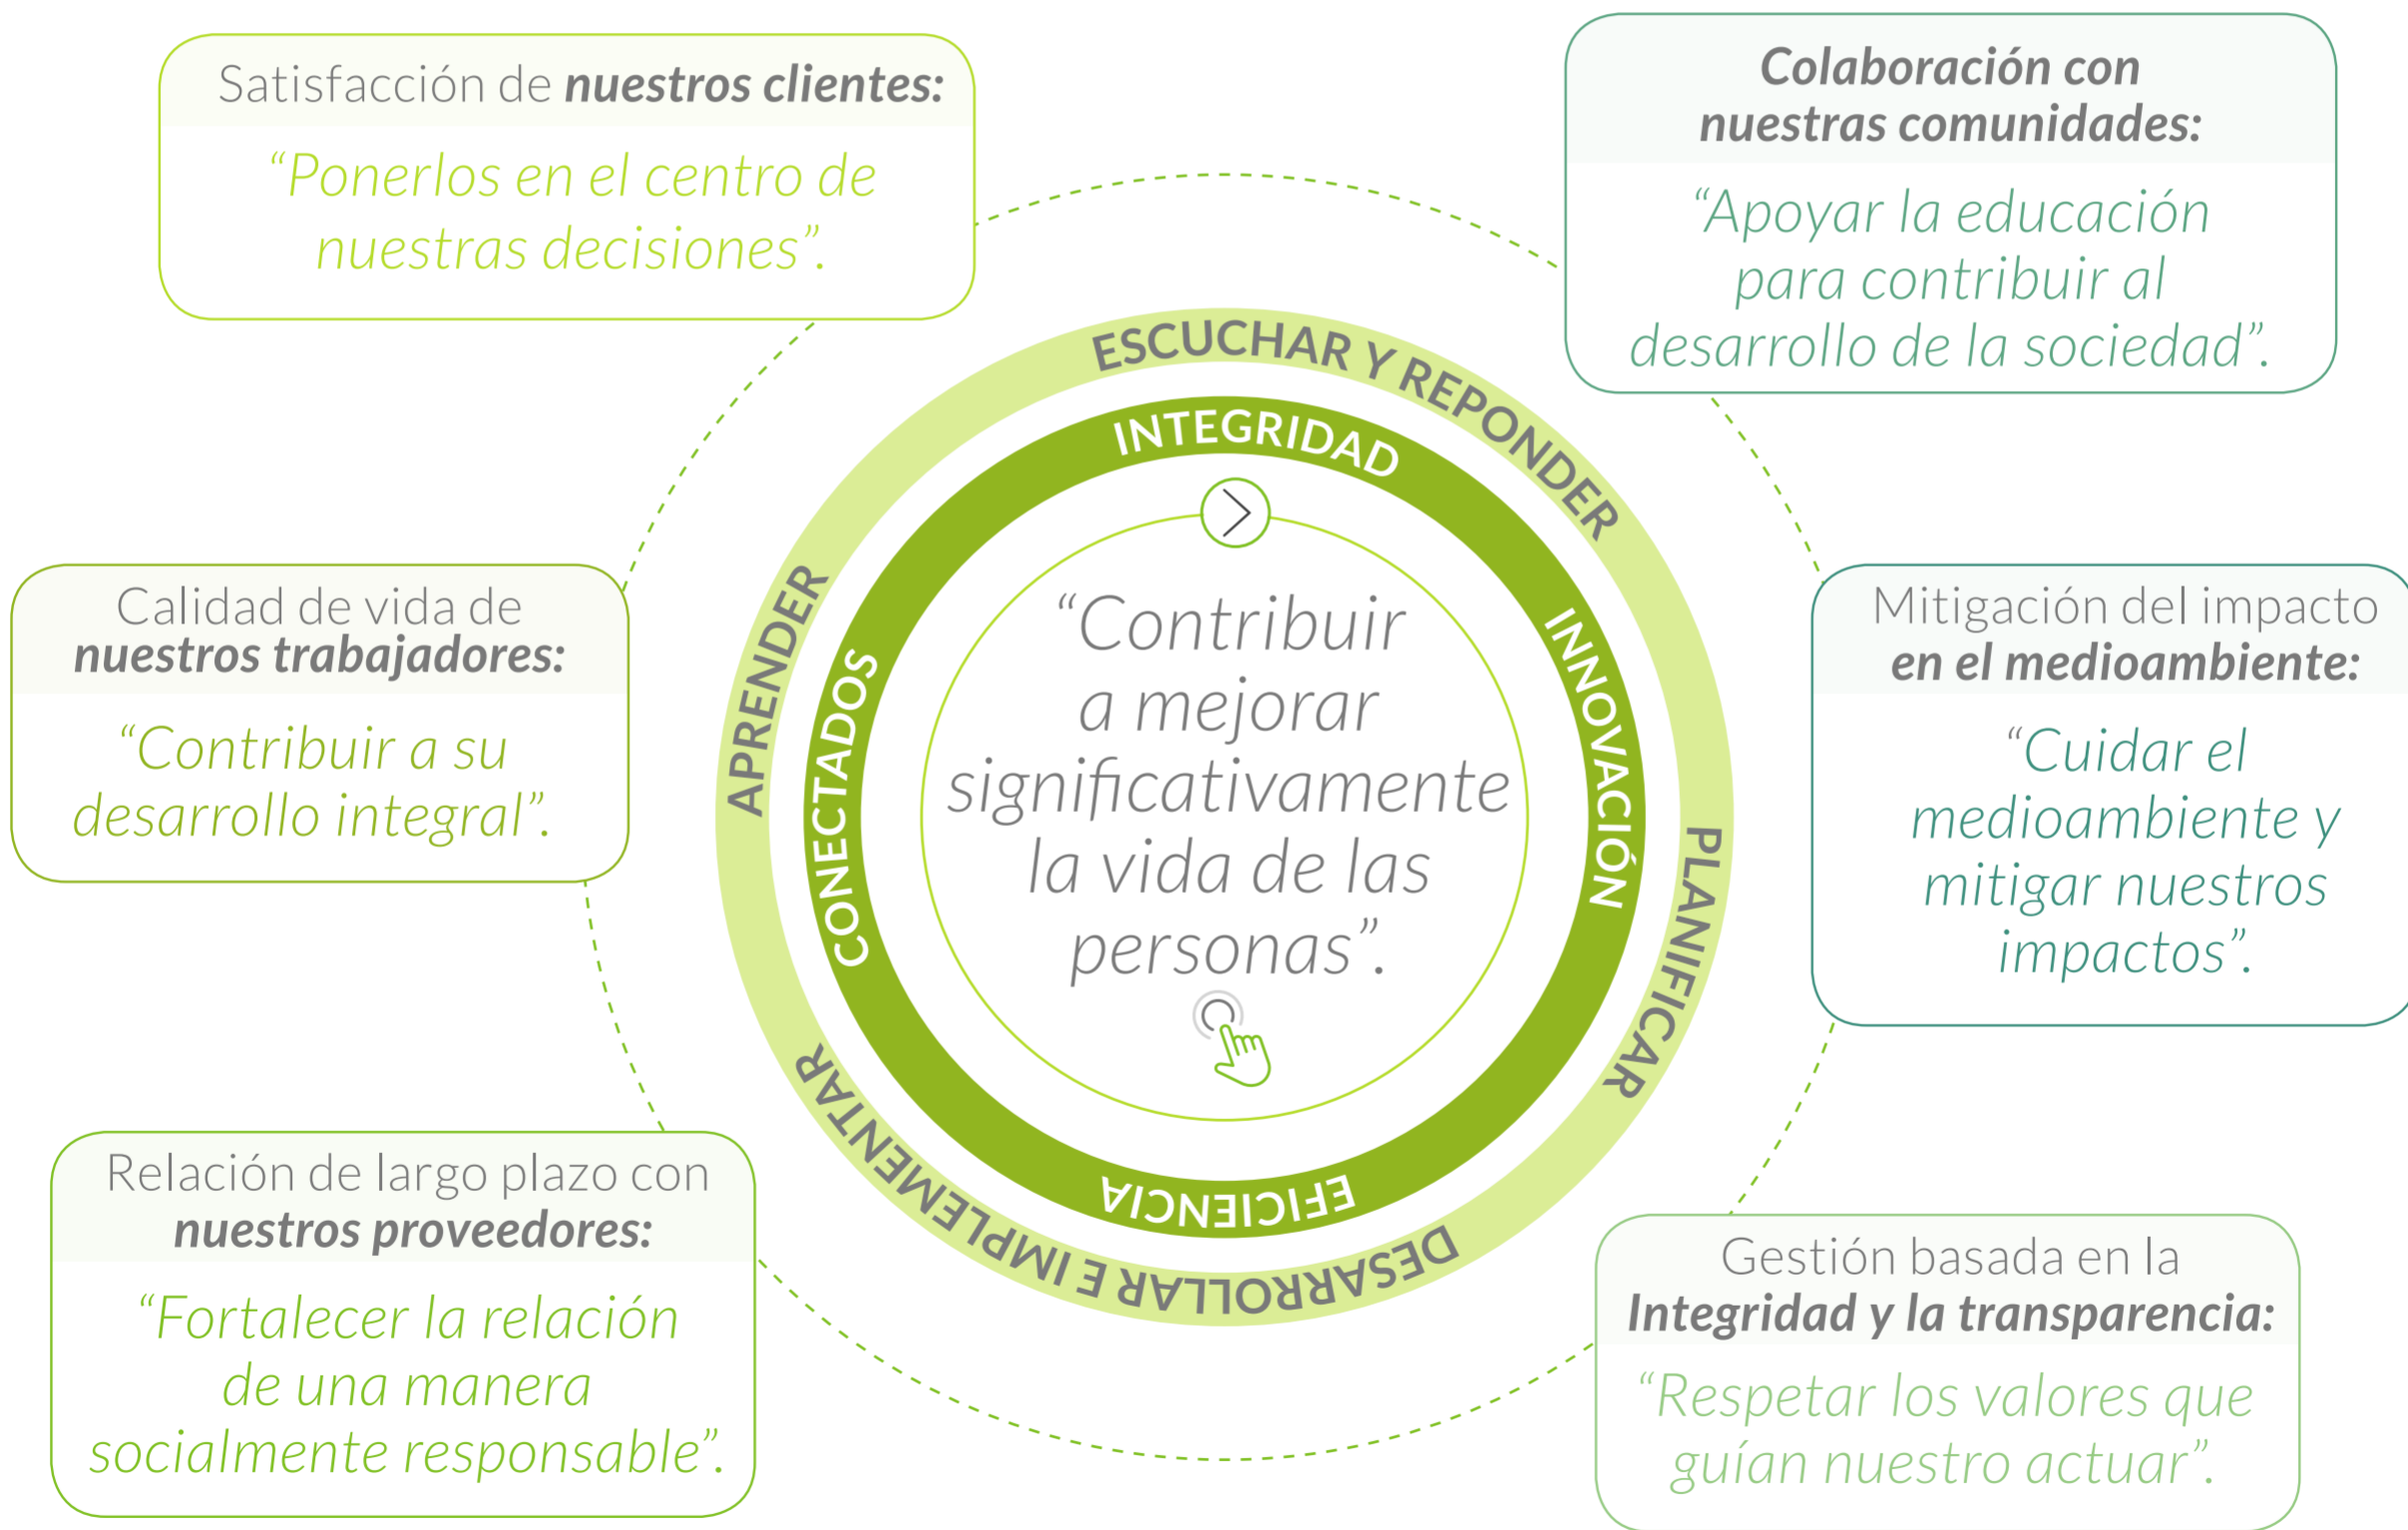 Satisfacción de nuestros clientes:
“Ponerlos en el centro de
nuestras decisiones”.
Colaboración con
nuestras comunidades:
“Apoyar la educación
para contribuir al
desarrollo de la sociedad”.
Calidad de vida de
nuestros trabajadores:
“Contribuir a su
desarrollo integral”.
ESCUCHAR Y REPONDER
PLANIFICAR
DESARROLLAR E IMPLEMENTAR
APRENDER
INTEGRIDAD
INNOVACIÓN
EFICIENCIA
CONECTADOS
“Contribuir
a mejorar
significativamente
la vida de las
personas”.
Mitigación del impacto
en el medioambiente:
“Cuidar el
medioambiente y
mitigar nuestros
impactos”.
Relación de largo plazo con
nuestros proveedores:
“Fortalecer la relación
de una manera
socialmente responsable”.
Gestión basada en la
Integridad y la transparencia:
“Respetar los valores que
guían nuestro actuar”.